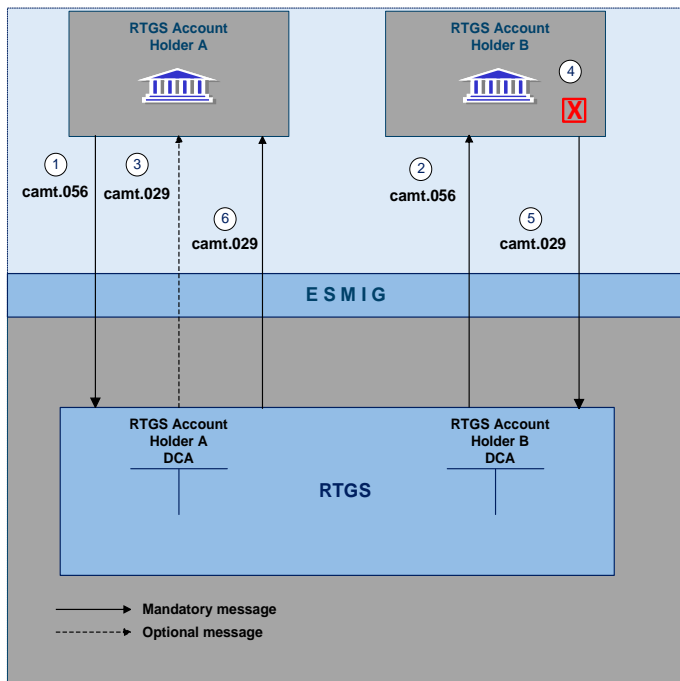 RTGS Account
Holder A
RTGS Account
Holder B
4
X
1
camt.056
3
camt.029
2
camt.056
6
camt.029
5
camt.029
E S M I G
RTGS Account
Holder A
DCA
RTGS Account
Holder B
DCA
RTGS
Mandatory message
Optional message